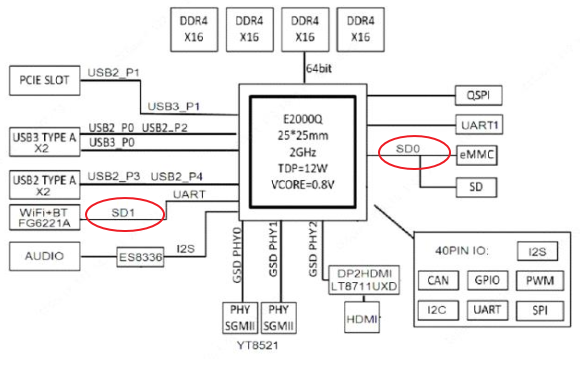 DDR4 DDR4 DDR4 DDR4
X16 X16 X16 X16
64bit
PCIE SLOT
USB2_P1
USB3_P1
USB3 TYPE A
X2
USB2_P0 USB2_P2
USB3_P0
USB2 TYPE A
X2
USB2_P3 USB2_P4
UART
WiFi+BT
FG6221A
SD1
AUDIO
ES8336
I2S
E2000Q
25*25mm
2GHz
TDP=12W
VCORE=0.8V
QSPI
UART1
SD0
eMMC
SD
GSD PHY0
GSD PHY1
GSD PHY2
PHY
SGMII
PHY
SGMII
YT8521
DP2HDMI
LT8711UXD
HDMI
40PIN IO:
I2S
CAN GPIO PWM
I2C UART SPI